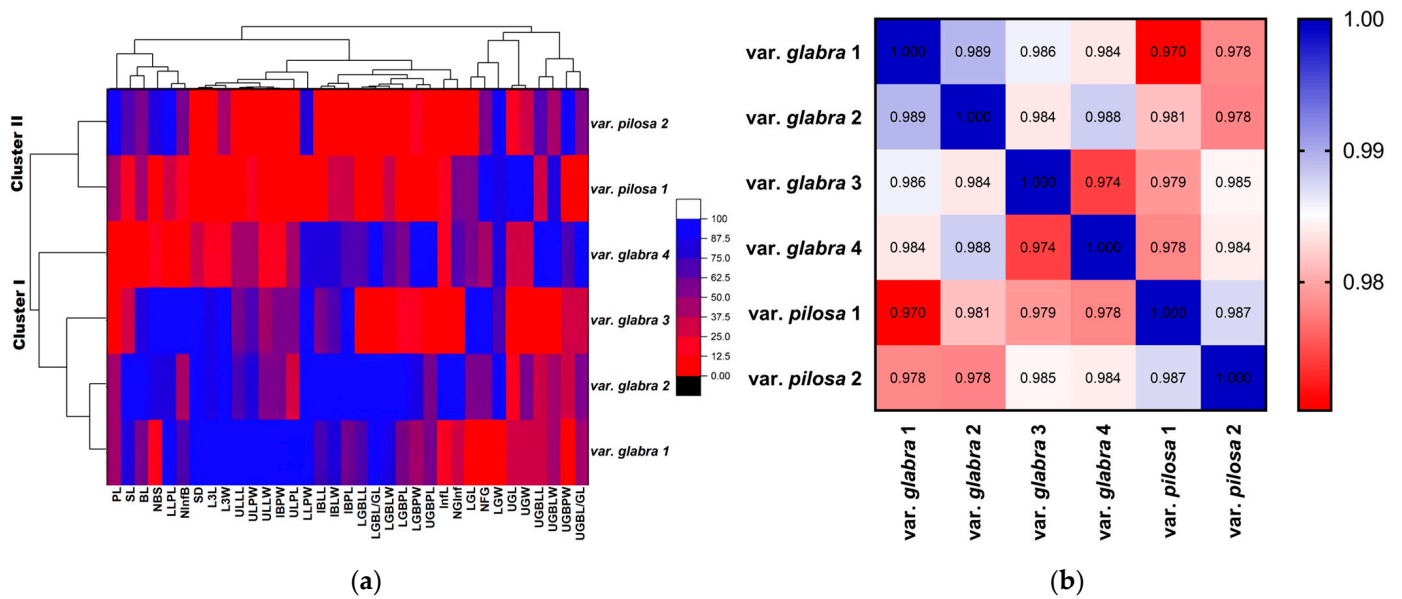 Cluster II
Cluster I
var. pilosa 2
var. pilosa 1
var. glabra 4
var. glabra 3
var. glabra 2
var. glabra 1
100
87.5
75.0
62.5
50.0
37.5
25.0
12.5
0.00
PL
SL
BL
NBS
LLPL
NInfB
SD
L3L
L3W
ULLL
ULPW
ULLW
IBPW
ULPL
LLPW
IBLL
IBLW
IBPL
LGBLL
LGBL/GL
LGBLW
LGBPL
LGBPW
UGBPL
InfL
NGInf
LGL
NFG
LGW
UGL
UGW
UGBLL
UGBLW
UGBPW
UGBL/GL
(a)
var. glabra 1 1.000 0.989 0.986 0.984 0.970 0.978
var. glabra 2 0.989 1.000 0.984 0.988 0.981 0.978
var. glabra 3 0.986 0.984 1.000 0.974 0.979 0.985
var. glabra 4 0.984 0.988 0.974 1.000 0.978 0.984
var. pilosa 1 0.970 0.981 0.979 0.978 1.000 0.987
var. pilosa 2 0.978 0.978 0.985 0.984 0.987 1.000
var. glabra 1
var. glabra 2
var. glabra 3
var. glabra 4
var. pilosa 1
var. pilosa 2
1.00
0.99
0.98
(b)